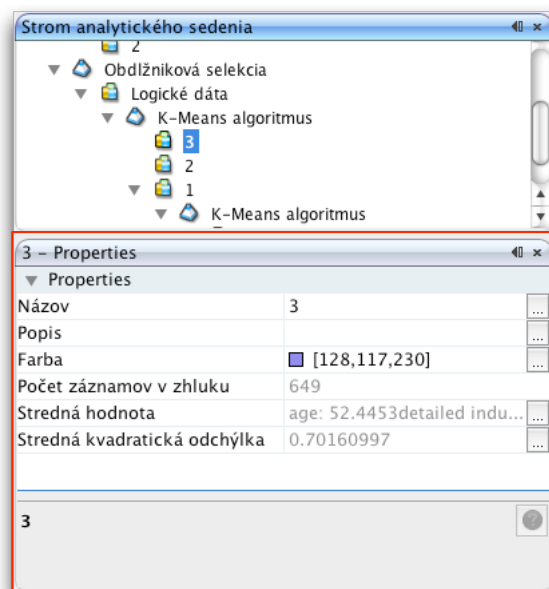 Strom analytického sedenia
2
Obdĺžniková selekcia
Logické dáta
K-Means algoritmus
3
2
1
K-Means algoritmus
3 – Properties
Properties
Názov 3 ...
Popis ...
Farba [128,117,230] ...
Počet záznamov v zhluku 649
Stredná hodnota age: 52.4453detailed indu... ...
Stredná kvadratická odchýlka 0.70160997 ...
3 ?